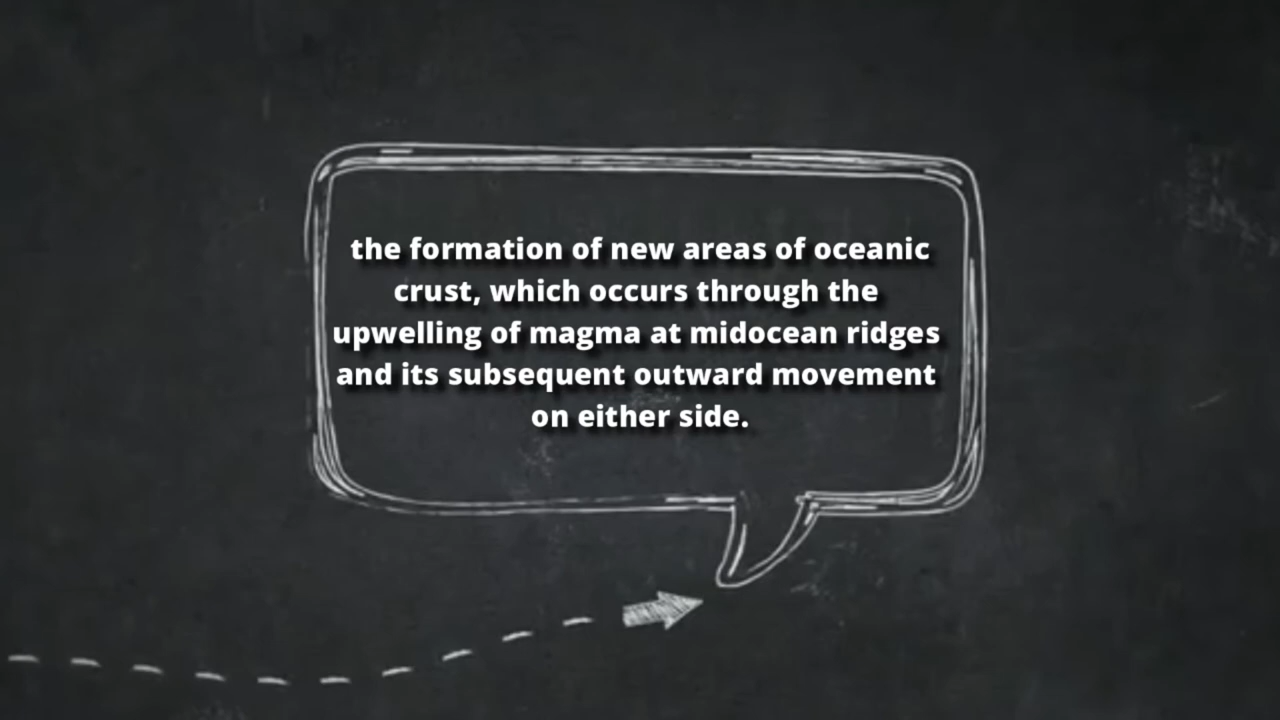 the formation of new areas of oceanic
crust, which occurs through the
upwelling of magma at midocean ridges
and its subsequent outward movement
on either side.